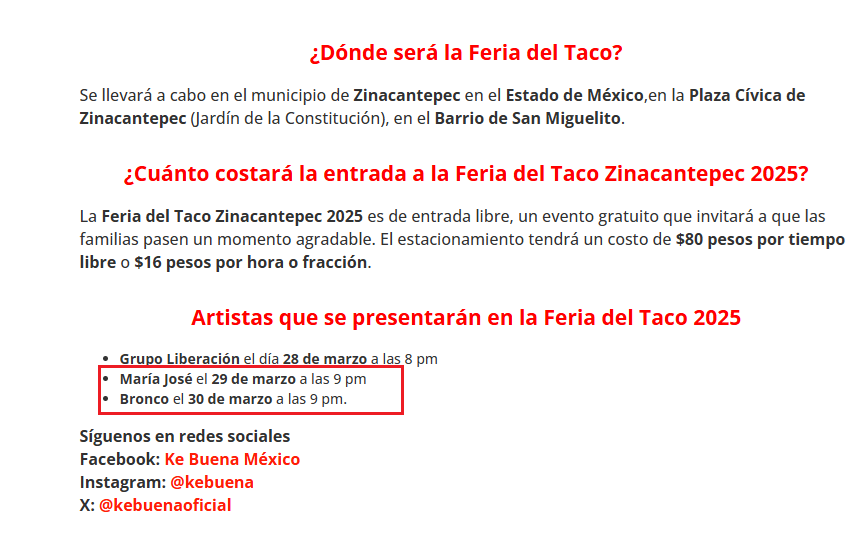 ¿Dónde será la Feria del Taco?
Se llevará a cabo en el municipio de Zinacantepec en el Estado de México,en la Plaza Cívica de
Zinacantepec (Jardín de la Constitución), en el Barrio de San Miguelito.
¿Cuánto costará la entrada a la Feria del Taco Zinacantepec 2025?
La Feria del Taco Zinacantepec 2025 es de entrada libre, un evento gratuito que invitará a que las
familias pasen un momento agradable. El estacionamiento tendrá un costo de $80 pesos por tiempo
libre o $16 pesos por hora o fracción.
Artistas que se presentarán en la Feria del Taco 2025
• Grupo Liberación el día 28 de marzo a las 8 pm
• María José el 29 de marzo a las 9 pm
• Bronco el 30 de marzo a las 9 pm.
Síguenos en redes sociales
Facebook: Ke Buena México
Instagram: @kebuena
X: @kebuenaoficial